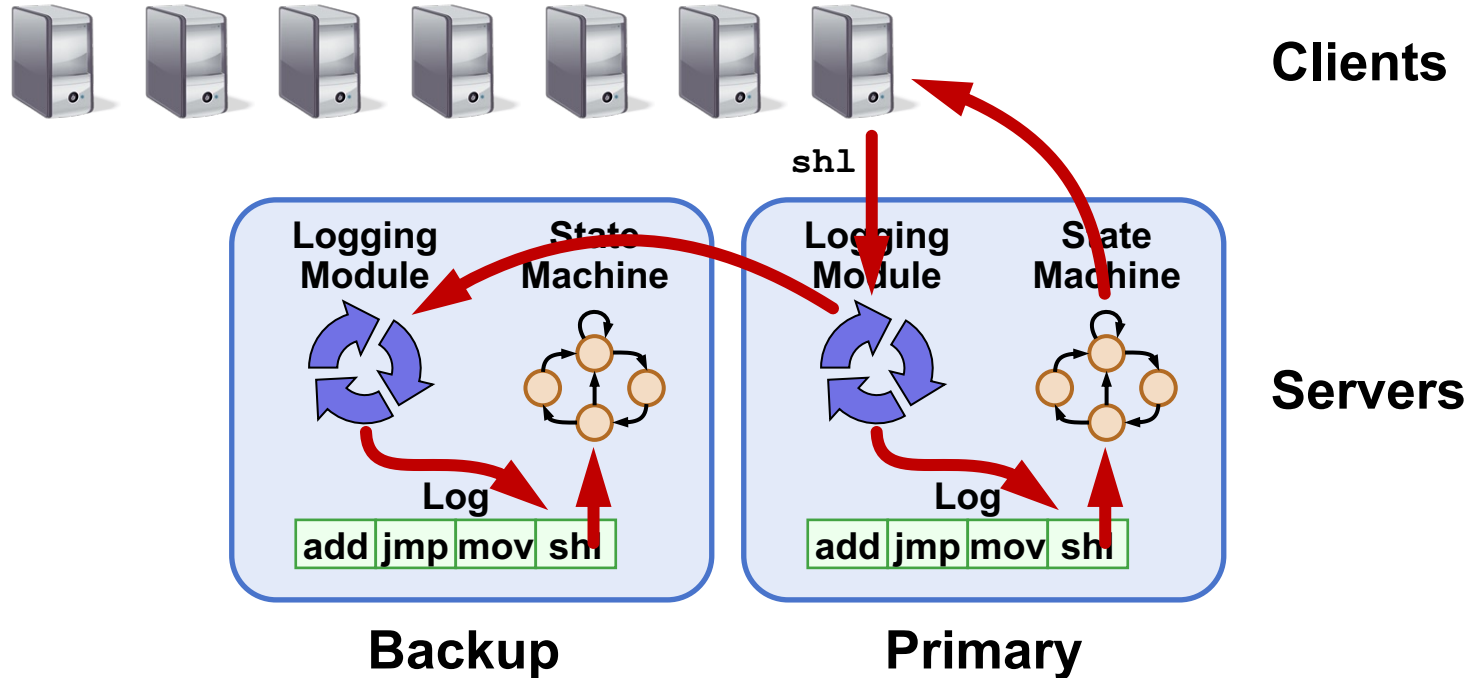 Clients
shl
Logging
Module
State
Machine
Logging
Module
State
Machine
Servers
Log
add jmp mov shl
Log
add jmp mov shl
Backup
Primary